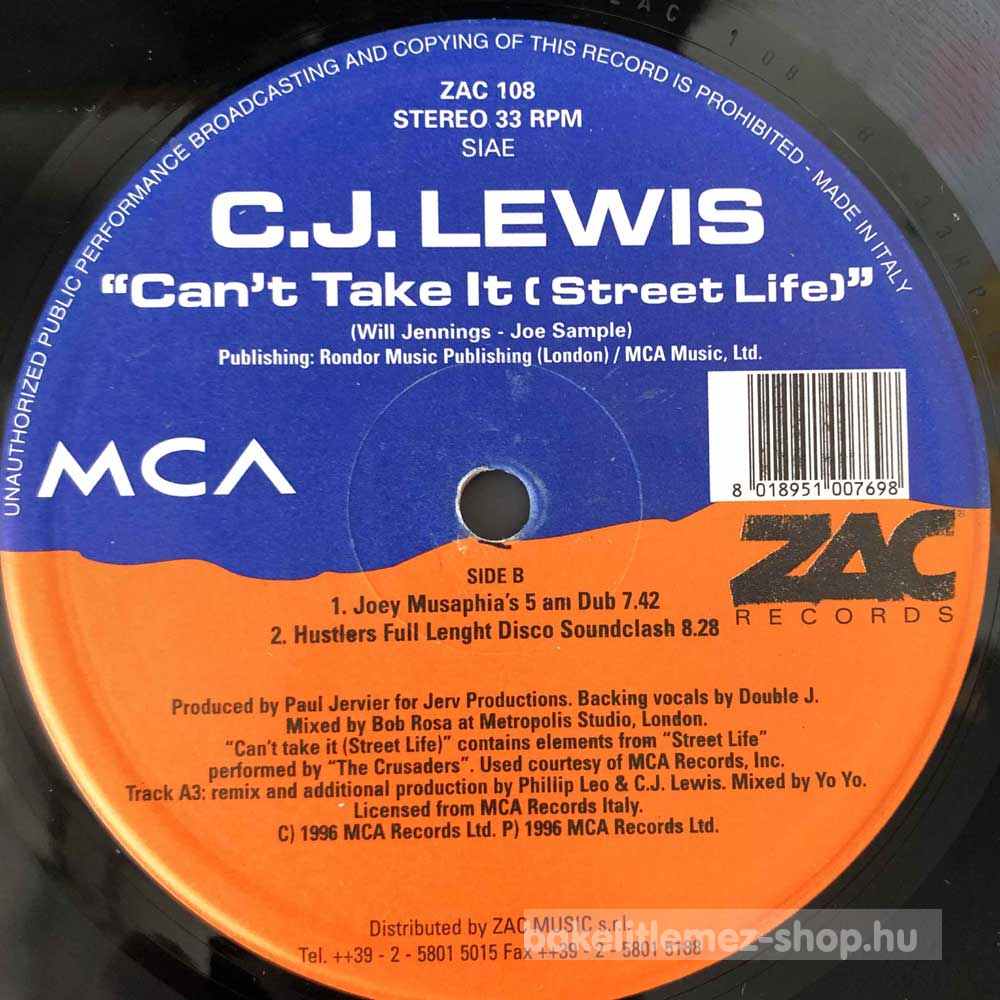 UNAUTHORIZED PUBLIC PERFORMANCE BROADCASTING AND COPYING OF THIS RECORD IS PROHIBITED - MADE IN ITALY
ZAC 108
ZAC 108
STEREO 33 RPM
SIAE
C.J. LEWIS
“Can't Take It ( Street Life)”
(Will Jennings - Joe Sample)
Publishing: Rondor Music Publishing (London) / MCA Music, Ltd.
MCA
8 018951 007698
ZAC
RECORDS
SIDE B
1. Joey Musaphia's 5 am Dub 7.42
2. Hustlers Full Lenght Disco Soundclash 8.28
Produced by Paul Jervier for Jerv Productions. Backing vocals by Double J.
Mixed by Bob Rosa at Metropolis Studio, London.
“Can't take it (Street Life)” contains elements from “Street Life”
performed by “The Crusaders”. Used courtesy of MCA Records, Inc.
Track A3: remix and additional production by Phillip Leo & C.J. Lewis. Mixed by Yo Yo.
Licensed from MCA Records Italy.
C) 1996 MCA Records Ltd. P) 1996 MCA Records Ltd.
Distributed by ZAC MUSIC s.r.l.
Tel. ++39 - 2 - 5801 5015 Fax ++39 - 2 - 5801 5188
bakelitlemez-shop.hu